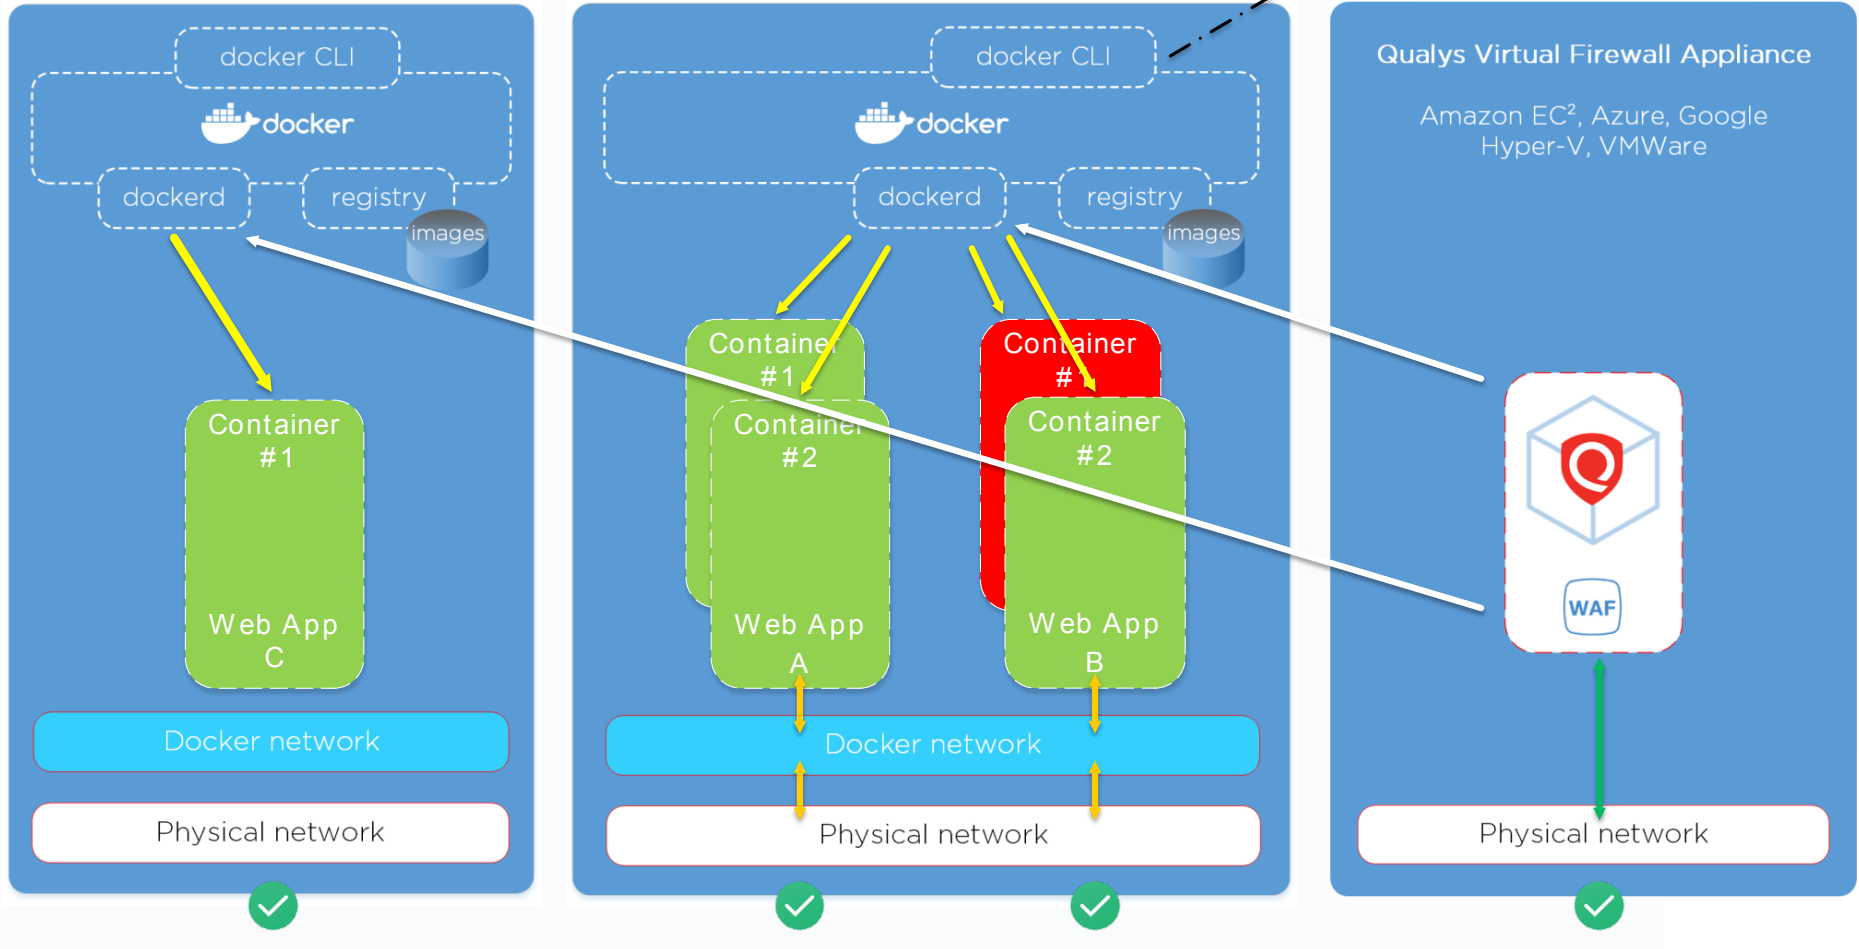 docker CLI
docker
dockerd
registry
images
Container
#1
Web App
C
Docker network
Physical network
docker CLI
docker
dockerd
registry
images
Container
#1
Container
#2
Web App
A
Container
#1
Container
#2
Web App
B
Docker network
Physical network
Qualys Virtual Firewall Appliance
Amazon EC², Azure, Google
Hyper-V, VMWare
WAF
Physical network